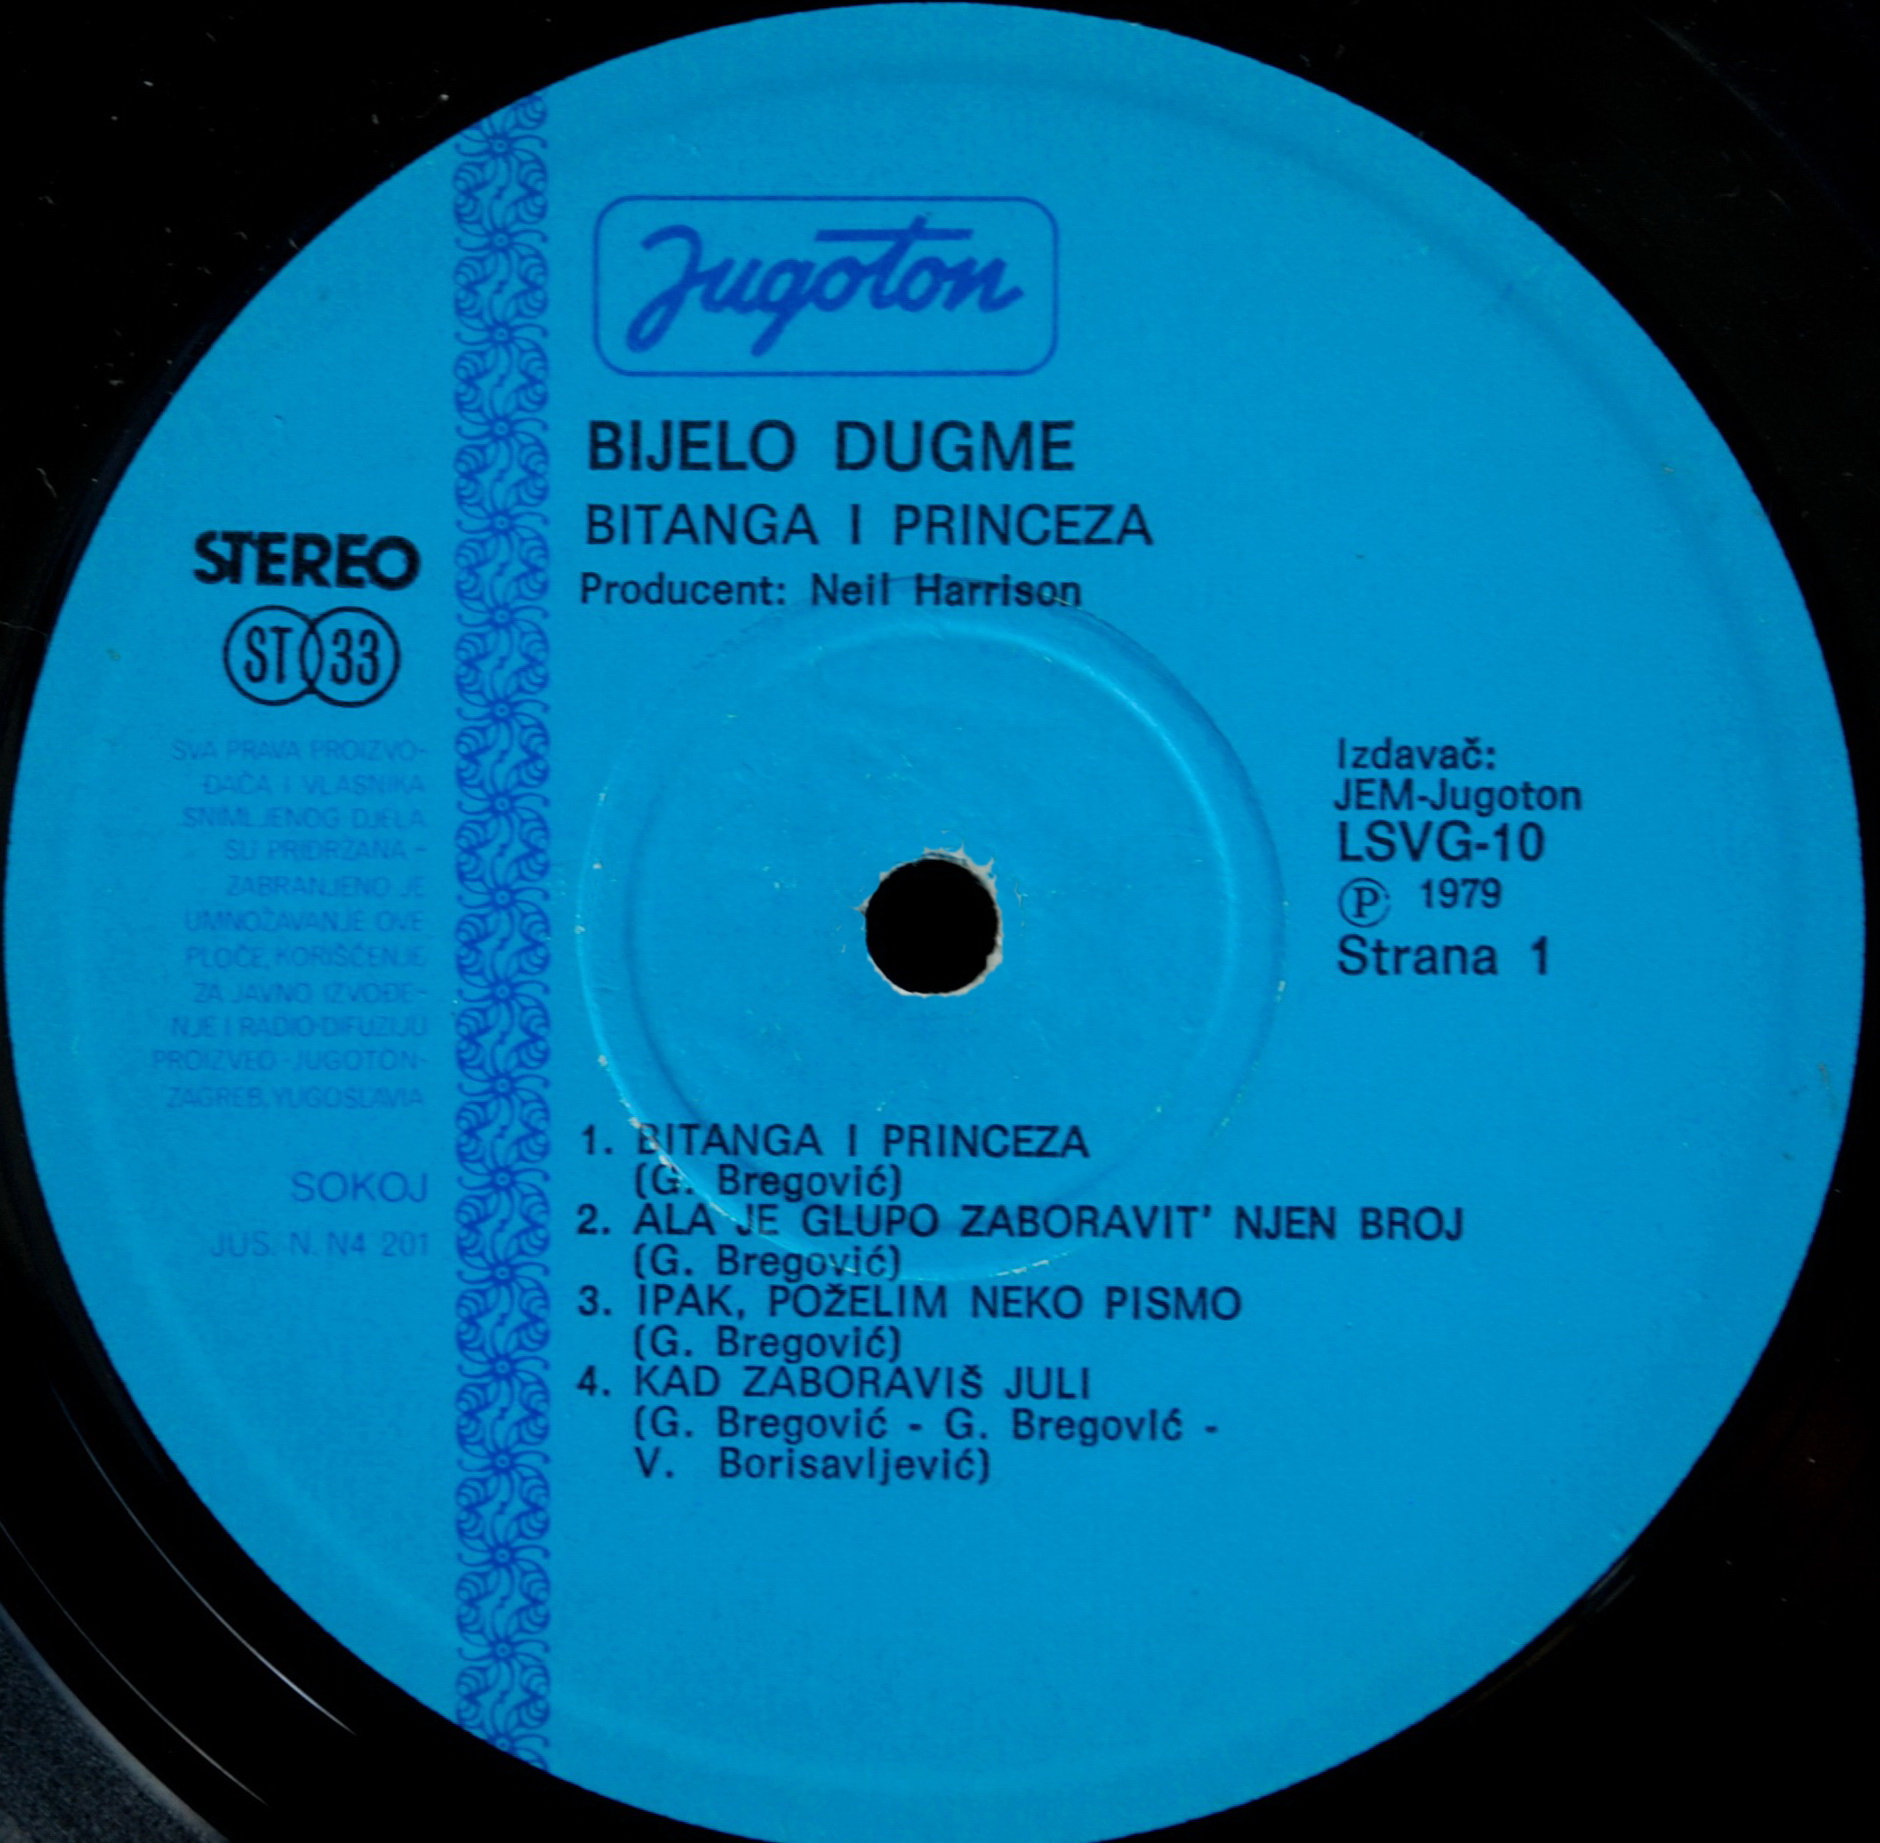 Jugoton
BIJELO DUGME
BITANGA I PRINCEZA
Producent: Neil Harrison
STEREO
ST 33
SVA PRAVA PROIZVO-
ĐAČA I VLASNIKA
SNIMLJENOG DJELA
SU PRIDRŽANA -
ZABRANJENO JE
UMNOŽAVANJE OVE
PLOČE, KORIŠĆENJE
ZA JAVNO IZVOĐE-
NJE I RADIO-DIFUZIJU
PROIZVEO -JUGOTON-
ZAGREB, YUGOSLAVIA
SOKOJ
JUS. N. N4 201
Izdavač:
JEM-Jugoton
LSVG-10
Ⓟ 1979
Strana 1
1. BITANGA I PRINCEZA
(G. Bregović)
2. ALA JE GLUPO ZABORAVIT' NJEN BROJ
(G. Bregović)
3. IPAK, POŽELIM NEKO PISMO
(G. Bregović)
4. KAD ZABORAVIŠ JULI
(G. Bregović - G. Bregović -
V. Borisavljević)